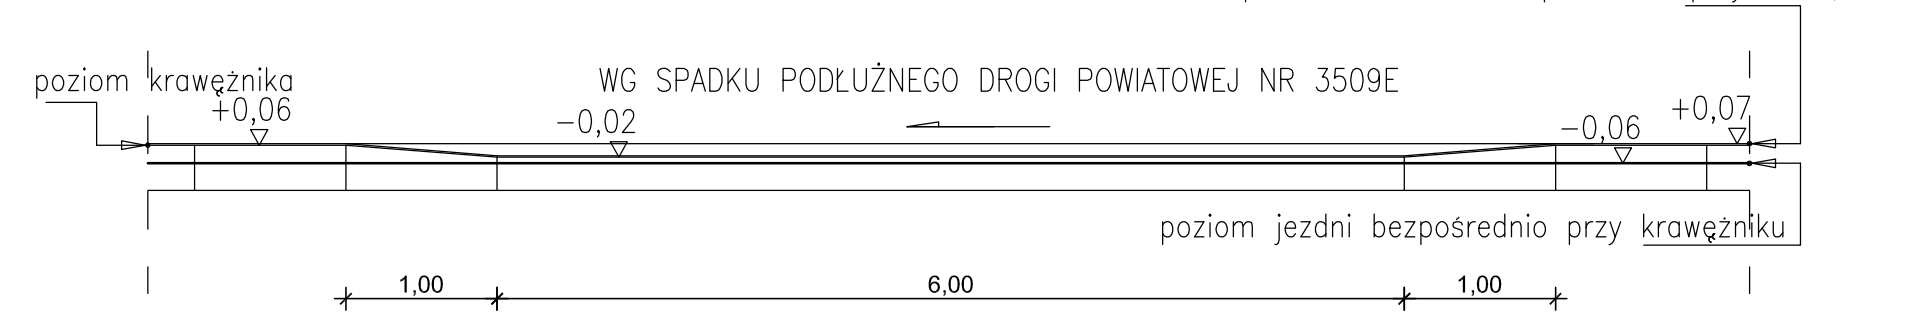 poziom krawężnika
WG SPADKU PODŁUŻNEGO DROGI POWIATOWEJ NR 3509E
+0,06
-0,02
-0,06
+0,07
poziom jezdni bezpośrednio przy krawężniku
1,00
6,00
1,00